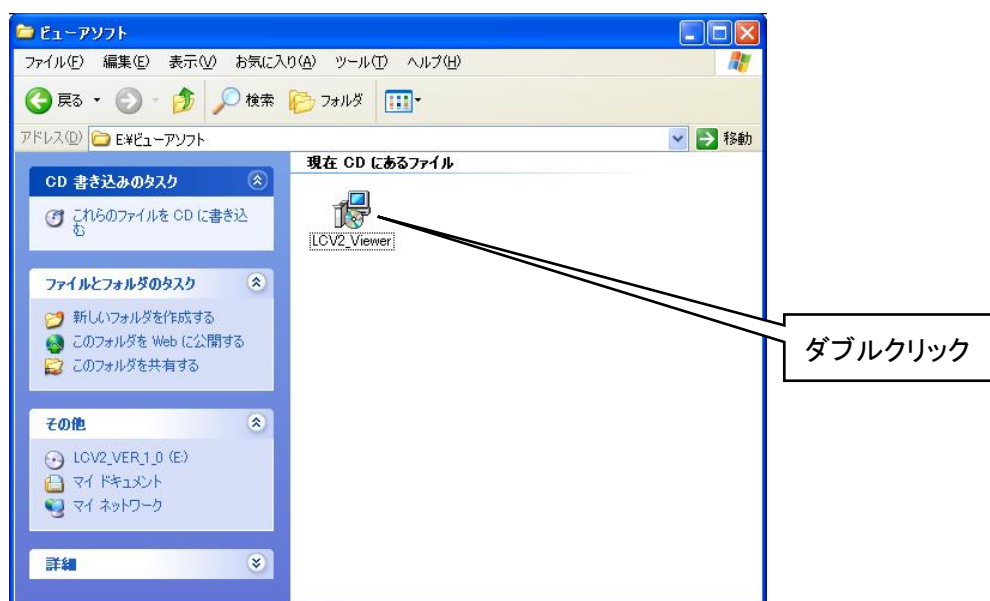 ビューアソフト
ファイル(F) 編集(E) 表示(V) お気に入り(A) ツール(T) ヘルプ(H)
戻る 検索 フォルダ
アドレス(D) E:¥ビューアソフト 移動
現在 CD にあるファイル
LCV2_Viewer
CD 書き込みのタスク
これらのファイルを CD に書き込
む
ファイルとフォルダのタスク
新しいフォルダを作成する
このフォルダを Web に公開する
このフォルダを共有する
その他
LCV2_VER_1_0 (E:)
マイ ドキュメント
マイ ネットワーク
詳細
ダブルクリック